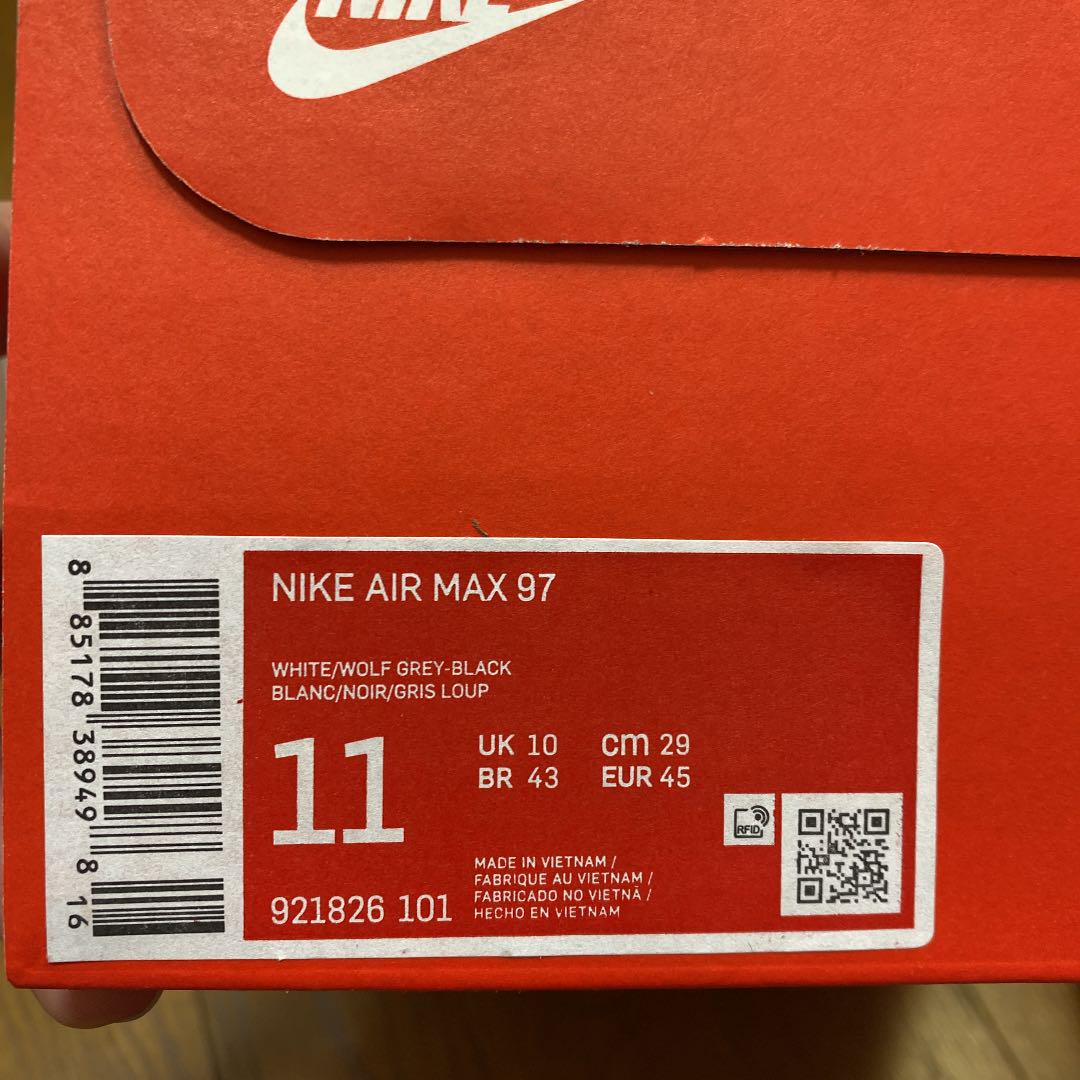 NIKE
NIKE AIR MAX 97
WHITE/WOLF GREY-BLACK
BLANC/NOIR/GRIS LOUP
11
UK 10 cm 29
BR 43 EUR 45
RFID
MADE IN VIETNAM /
FABRIQUE AU VIETNAM /
FABRICADO NO VIETNÃ /
HECHO EN VIETNAM
921826 101
8 85178 38949 8 16